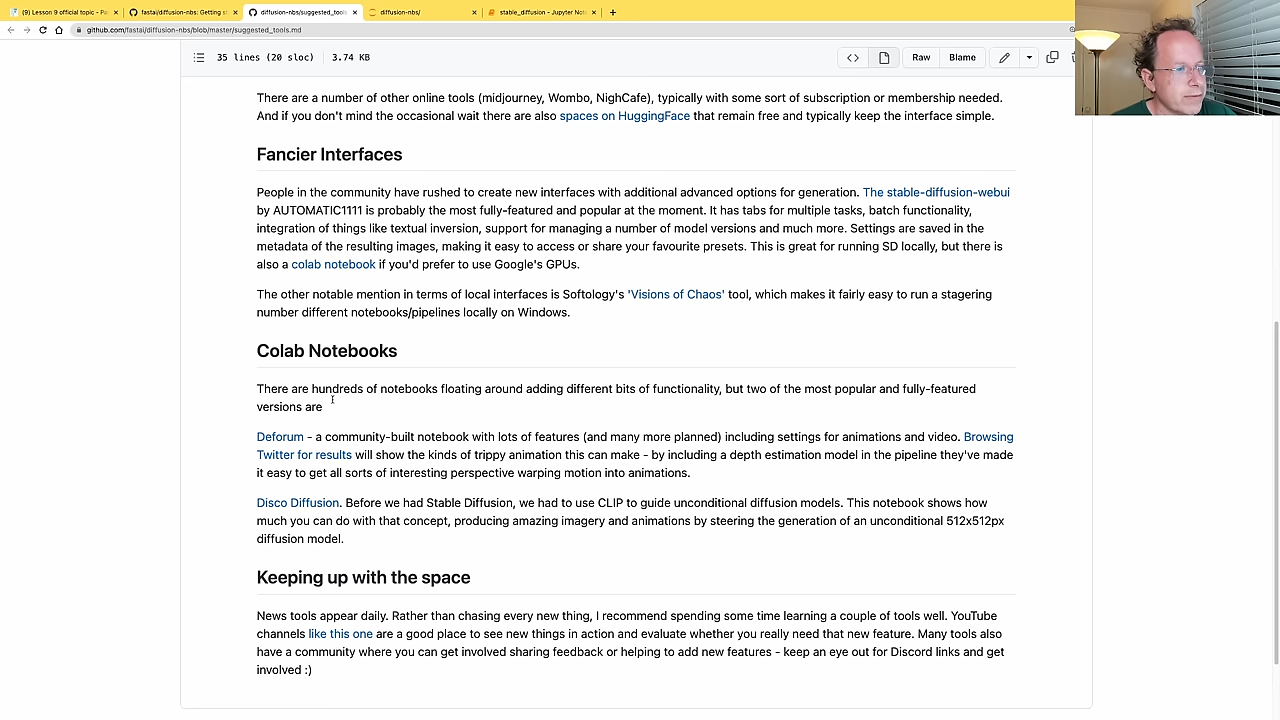 (9) Lesson 9 official topic - Pa
fastai/diffusion-nbs: Getting s
diffusion-nbs/suggested_tools
diffusion-nbs/
stable_diffusion - Jupyter Not
github.com/fastai/diffusion-nbs/blob/master/suggested_tools.md
35 lines (20 sloc) 3.74 KB
Raw
Blame
There are a number of other online tools (midjourney, Wombo, NighCafe), typically with some sort of subscription or membership needed.
And if you don't mind the occasional wait there are also spaces on HuggingFace that remain free and typically keep the interface simple.
Fancier Interfaces
People in the community have rushed to create new interfaces with additional advanced options for generation. The stable-diffusion-webui
by AUTOMATIC1111 is probably the most fully-featured and popular at the moment. It has tabs for multiple tasks, batch functionality,
integration of things like textual inversion, support for managing a number of model versions and much more. Settings are saved in the
metadata of the resulting images, making it easy to access or share your favourite presets. This is great for running SD locally, but there is
also a colab notebook if you'd prefer to use Google's GPUs.
The other notable mention in terms of local interfaces is Softology's 'Visions of Chaos' tool, which makes it fairly easy to run a stagering
number different notebooks/pipelines locally on Windows.
Colab Notebooks
There are hundreds of notebooks floating around adding different bits of functionality, but two of the most popular and fully-featured
versions are
Deforum - a community-built notebook with lots of features (and many more planned) including settings for animations and video. Browsing
Twitter for results will show the kinds of trippy animation this can make - by including a depth estimation model in the pipeline they've made
it easy to get all sorts of interesting perspective warping motion into animations.
Disco Diffusion. Before we had Stable Diffusion, we had to use CLIP to guide unconditional diffusion models. This notebook shows how
much you can do with that concept, producing amazing imagery and animations by steering the generation of an unconditional 512x512px
diffusion model.
Keeping up with the space
News tools appear daily. Rather than chasing every new thing, I recommend spending some time learning a couple of tools well. YouTube
channels like this one are a good place to see new things in action and evaluate whether you really need that new feature. Many tools also
have a community where you can get involved sharing feedback or helping to add new features - keep an eye out for Discord links and get
involved :)